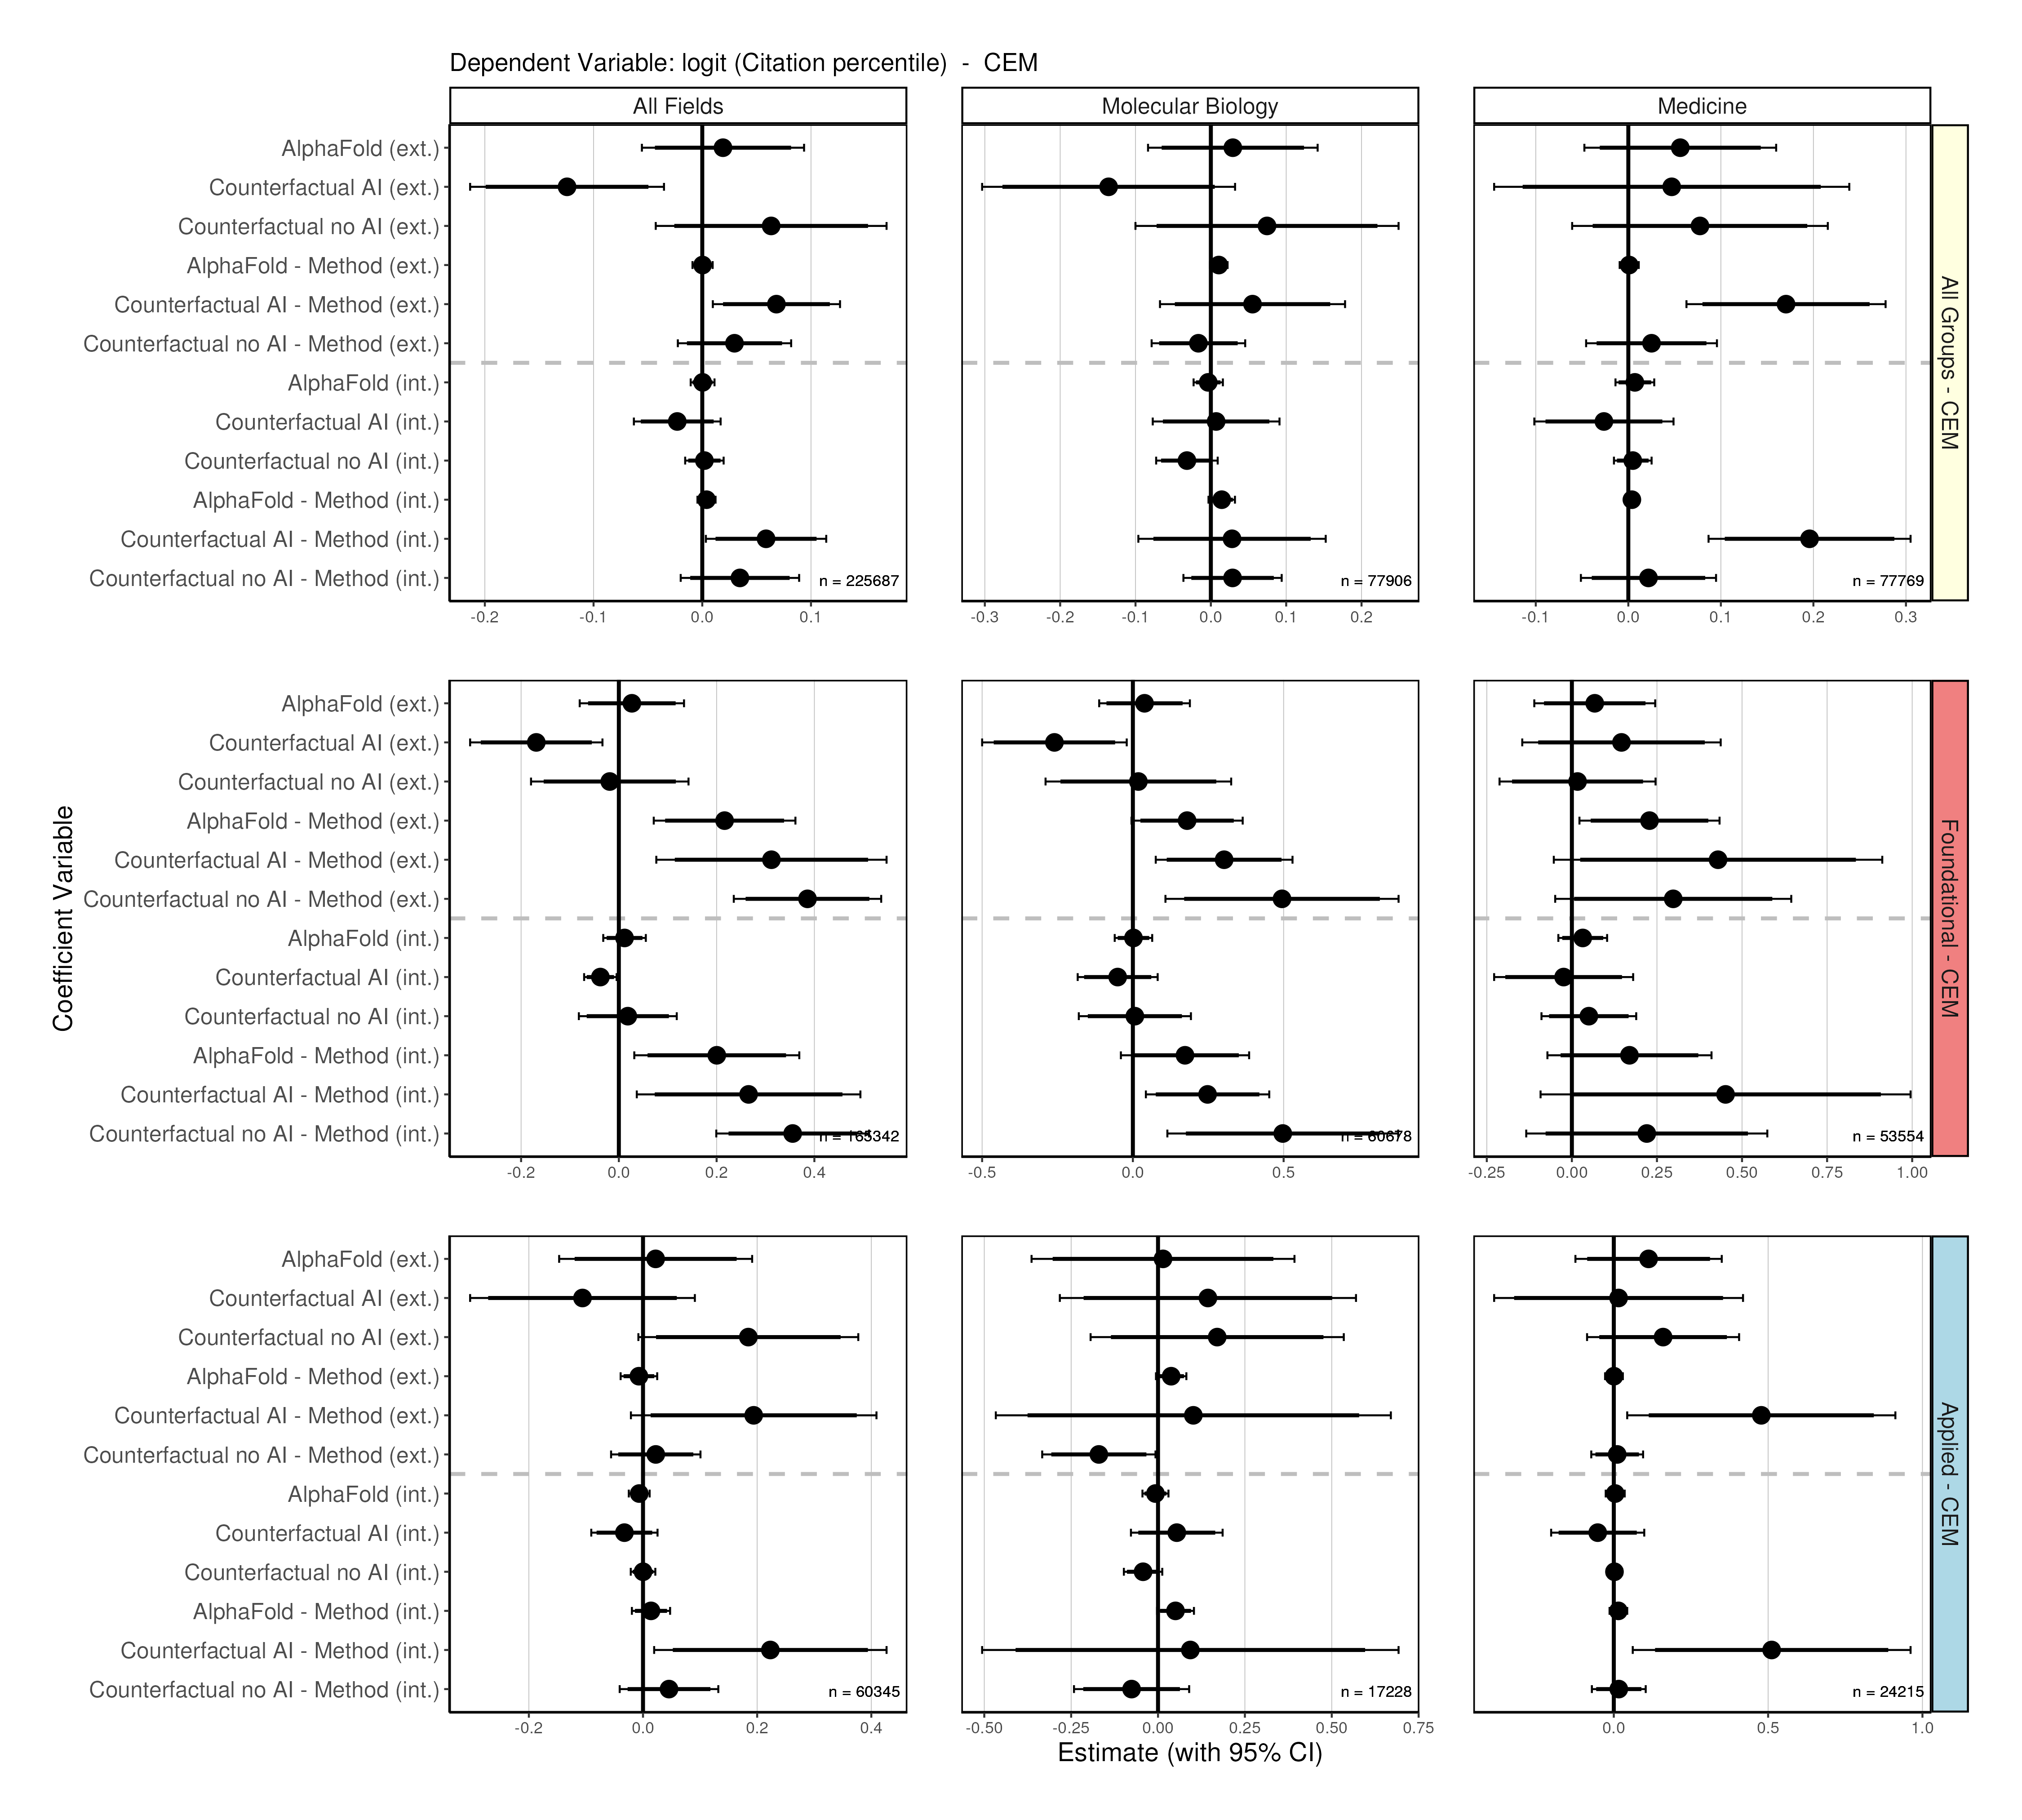 Dependent Variable: logit (Citation percentile)  -  CEM
All Fields
Molecular Biology
Medicine
Coefficient Variable
AlphaFold (ext.)
Counterfactual AI (ext.)
Counterfactual no AI (ext.)
AlphaFold - Method (ext.)
Counterfactual AI - Method (ext.)
Counterfactual no AI - Method (ext.)
AlphaFold (int.)
Counterfactual AI (int.)
Counterfactual no AI (int.)
AlphaFold - Method (int.)
Counterfactual AI - Method (int.)
Counterfactual no AI - Method (int.)
n = 225687
n = 77906
n = 77769
All Groups - CEM
-0.2 -0.1 0.0 0.1
-0.3 -0.2 -0.1 0.0 0.1 0.2
-0.1 0.0 0.1 0.2 0.3
AlphaFold (ext.)
Counterfactual AI (ext.)
Counterfactual no AI (ext.)
AlphaFold - Method (ext.)
Counterfactual AI - Method (ext.)
Counterfactual no AI - Method (ext.)
AlphaFold (int.)
Counterfactual AI (int.)
Counterfactual no AI (int.)
AlphaFold - Method (int.)
Counterfactual AI - Method (int.)
Counterfactual no AI - Method (int.)
n = 165342
n = 60678
n = 53554
Foundational - CEM
-0.2 0.0 0.2 0.4
-0.5 0.0 0.5
-0.25 0.00 0.25 0.50 0.75 1.00
AlphaFold (ext.)
Counterfactual AI (ext.)
Counterfactual no AI (ext.)
AlphaFold - Method (ext.)
Counterfactual AI - Method (ext.)
Counterfactual no AI - Method (ext.)
AlphaFold (int.)
Counterfactual AI (int.)
Counterfactual no AI (int.)
AlphaFold - Method (int.)
Counterfactual AI - Method (int.)
Counterfactual no AI - Method (int.)
n = 60345
n = 17228
n = 24215
Applied - CEM
-0.2 0.0 0.2 0.4
-0.50 -0.25 0.00 0.25 0.50 0.75
0.0 0.5 1.0
Estimate (with 95% CI)